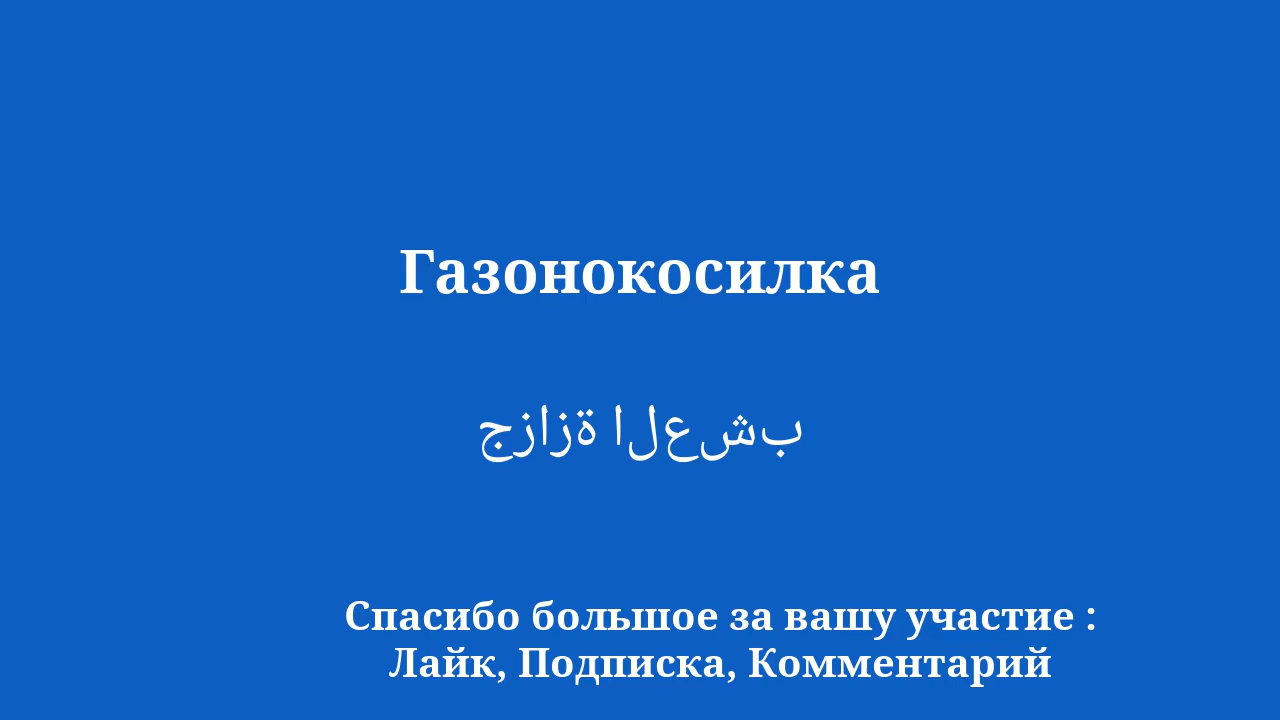 Газонокосилка
جزازة العشب
Спасибо большое за вашу участие :
Лайк, Подписка, Комментарий